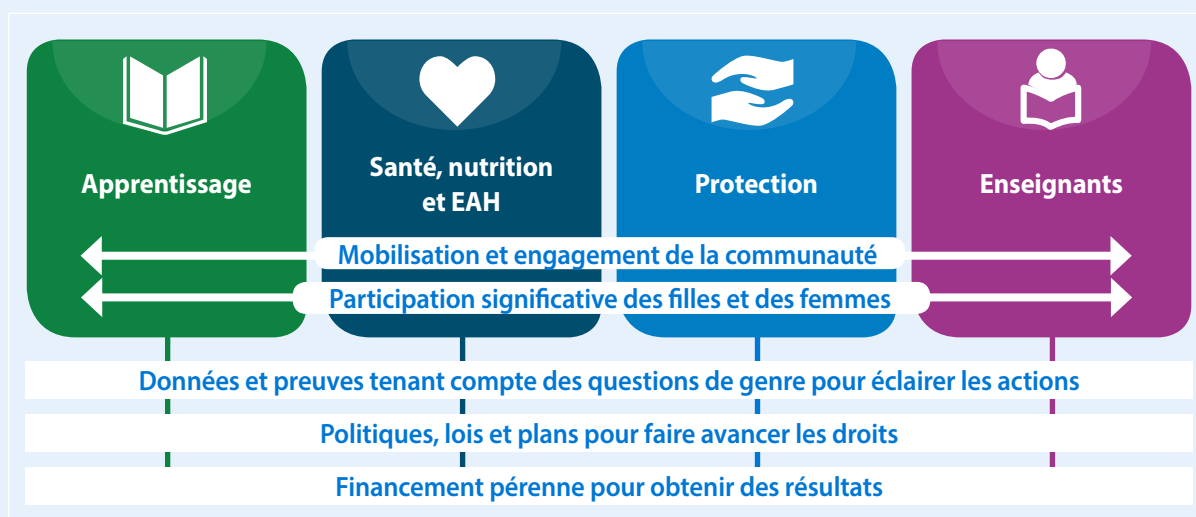 Apprentissage
Santé, nutrition
et EAH
Protection
Enseignants
Mobilisation et engagement de la communauté
Participation significative des filles et des femmes
Données et preuves tenant compte des questions de genre pour éclairer les actions
Politiques, lois et plans pour faire avancer les droits
Financement pérenne pour obtenir des résultats